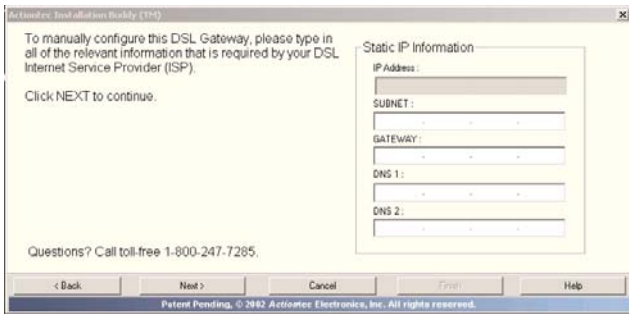 Actiontec Installation Buddy (TM)
To manually configure this DSL Gateway, please type in
all of the relevant information that is required by your DSL
Internet Service Provider (ISP).
Click NEXT to continue.
Static IP Information
IP Address :
SUBNET :
GATEWAY :
DNS 1 :
DNS 2 :
Questions? Call toll-free 1-800-247-7285.
< Back
Next >
Cancel
Finish
Help
Patent Pending, © 2002 Actiontec Electronics, Inc. All rights reserved.